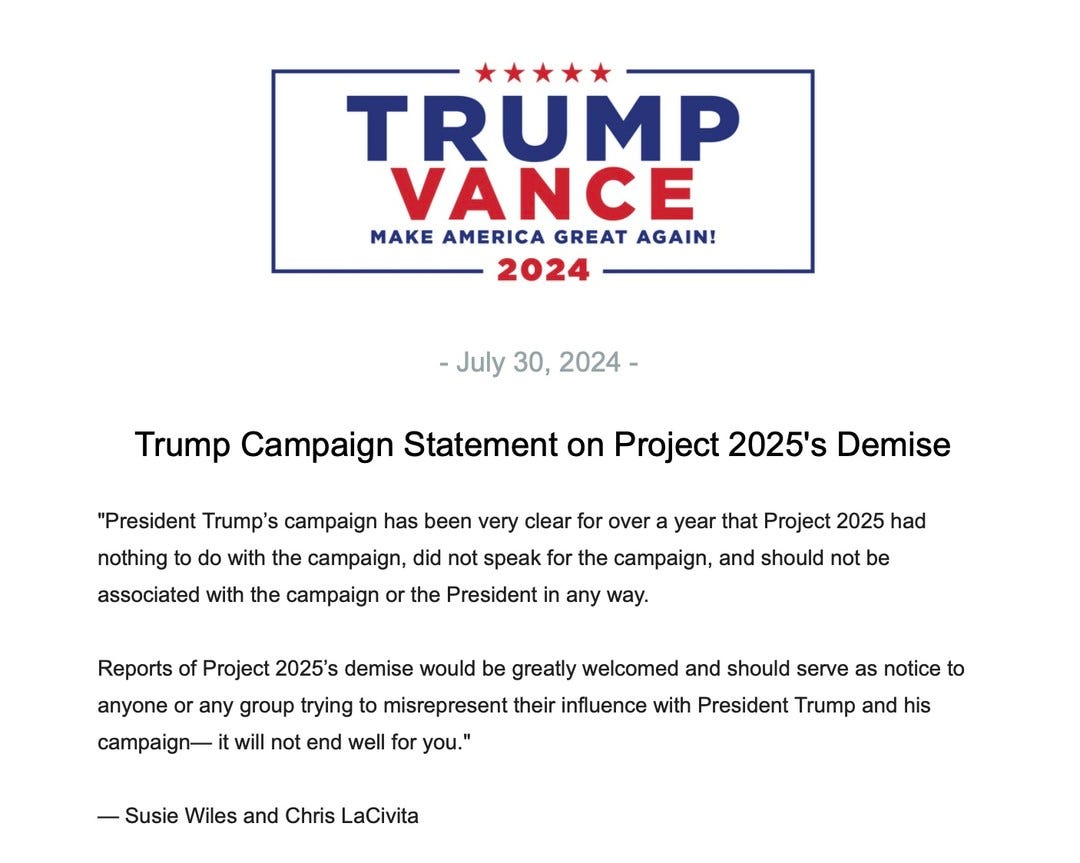 TRUMP
VANCE
MAKE AMERICA GREAT AGAIN!
2024
- July 30, 2024 -
Trump Campaign Statement on Project 2025's Demise
"President Trump’s campaign has been very clear for over a year that Project 2025 had
nothing to do with the campaign, did not speak for the campaign, and should not be
associated with the campaign or the President in any way.
Reports of Project 2025’s demise would be greatly welcomed and should serve as notice to
anyone or any group trying to misrepresent their influence with President Trump and his
campaign— it will not end well for you."
— Susie Wiles and Chris LaCivita